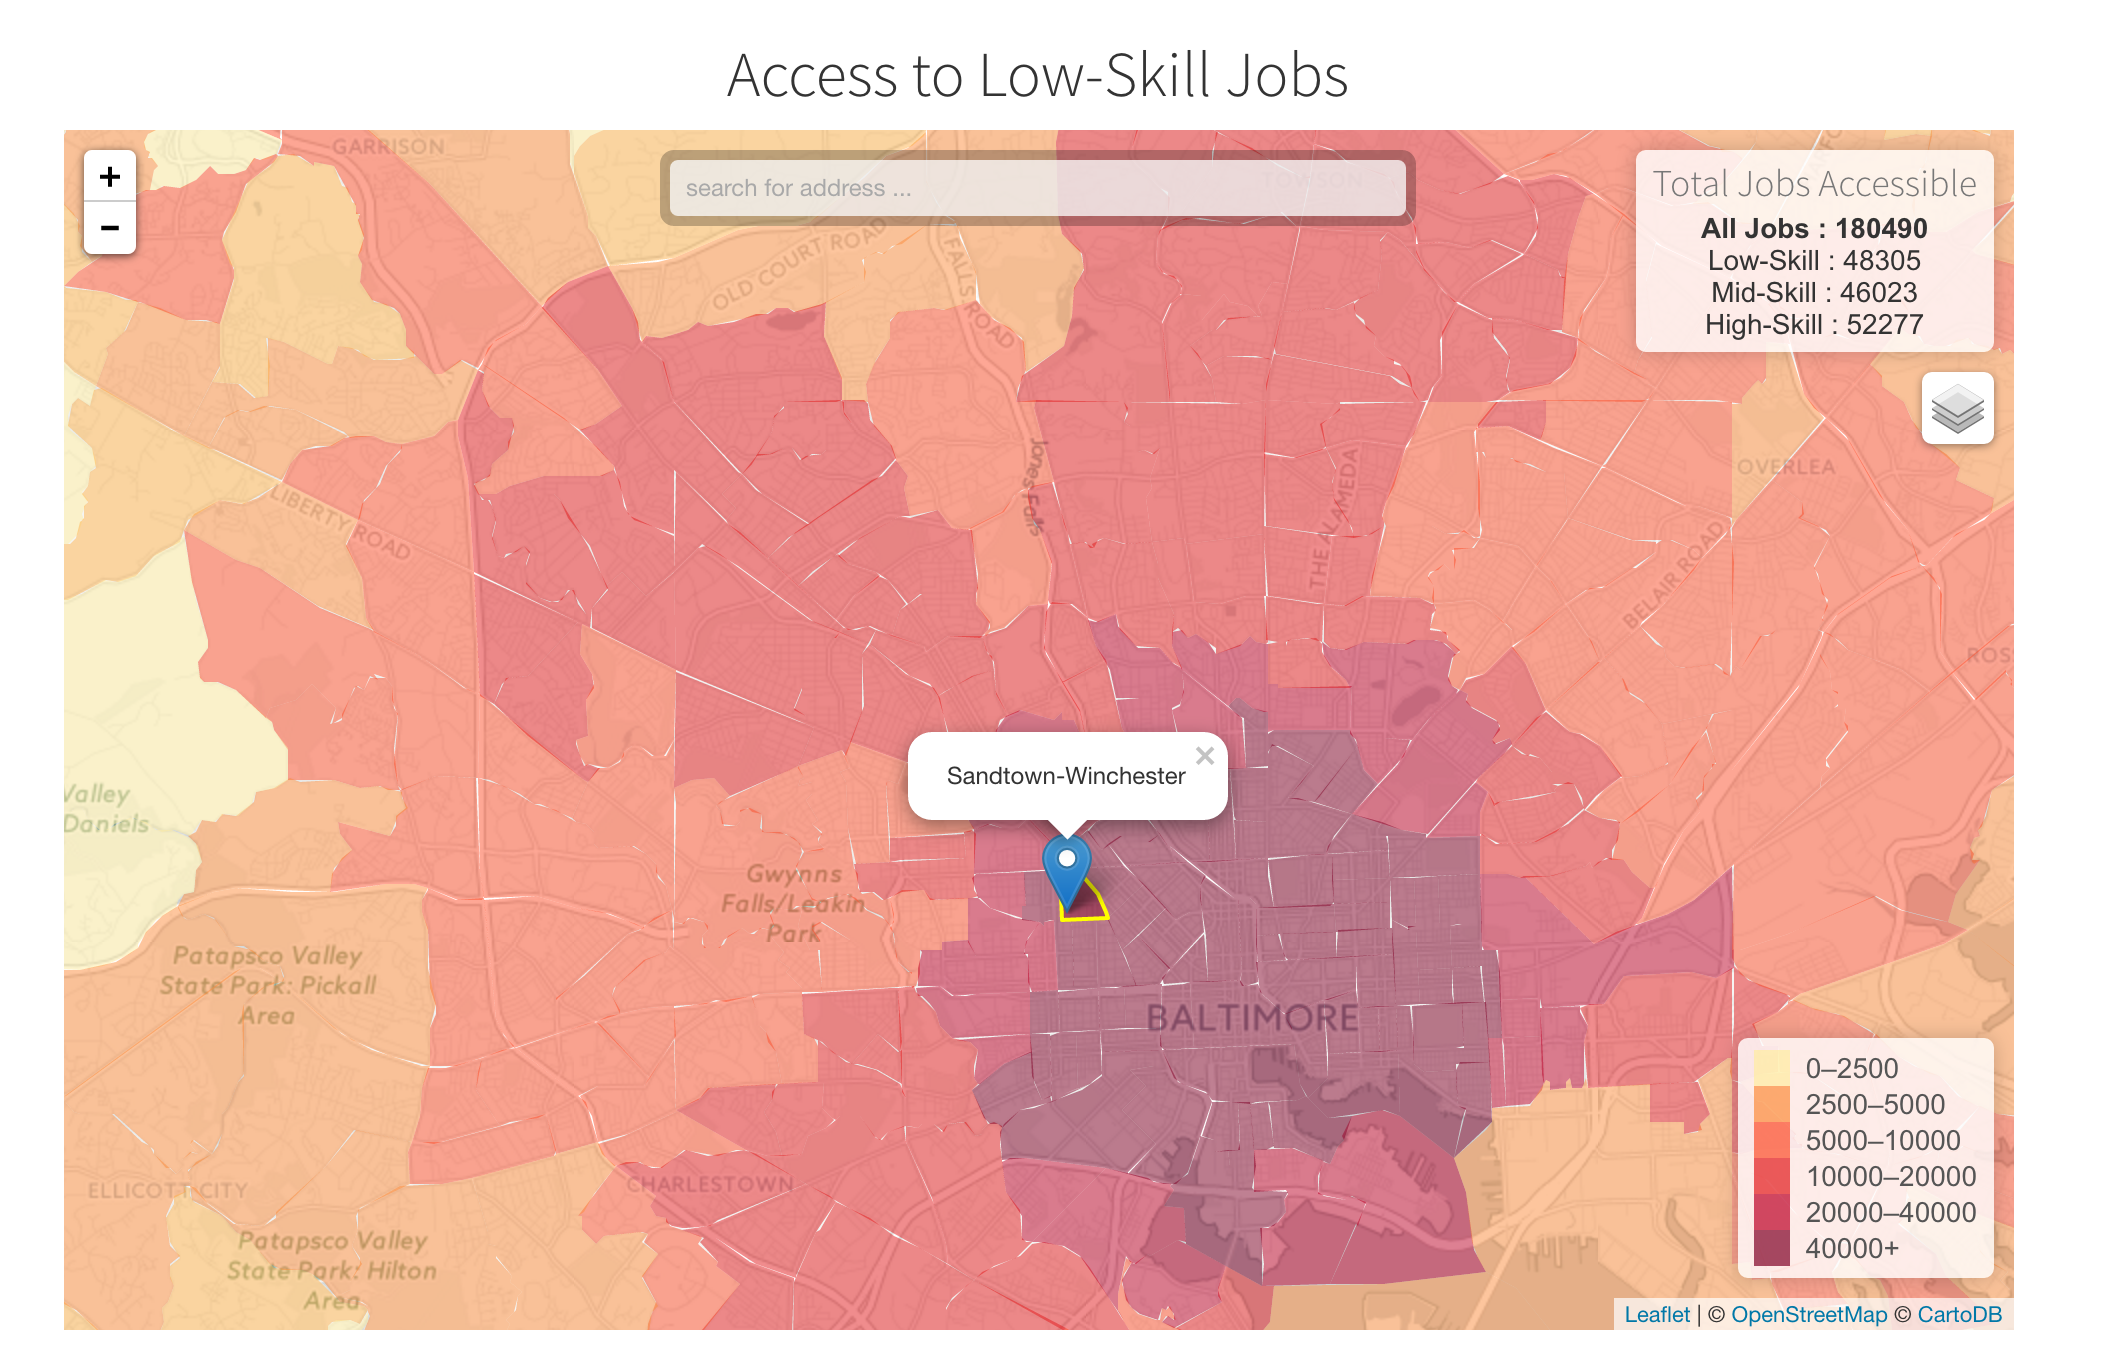 Access to Low-Skill Jobs
+
−
search for address ...
Total Jobs Accessible
All Jobs : 180490
Low-Skill : 48305
Mid-Skill : 46023
High-Skill : 52277
GARRISON
TOWSON
OLD COURT ROAD
FALLS ROAD
Jones Falls
THE ALAMEDA
OVERLEA
LIBERTY ROAD
BELAIR ROAD
ROS
Sandtown-Winchester ×
Valley
Daniels
Gwynns
Falls/Leakin
Park
Patapsco Valley
State Park: Pickall
Area
BALTIMORE
ELLICOTT CITY
CHARLESTOWN
Patapsco Valley
State Park: Hilton
Area
0–2500
2500–5000
5000–10000
10000–20000
20000–40000
40000+
Leaflet | © OpenStreetMap © CartoDB